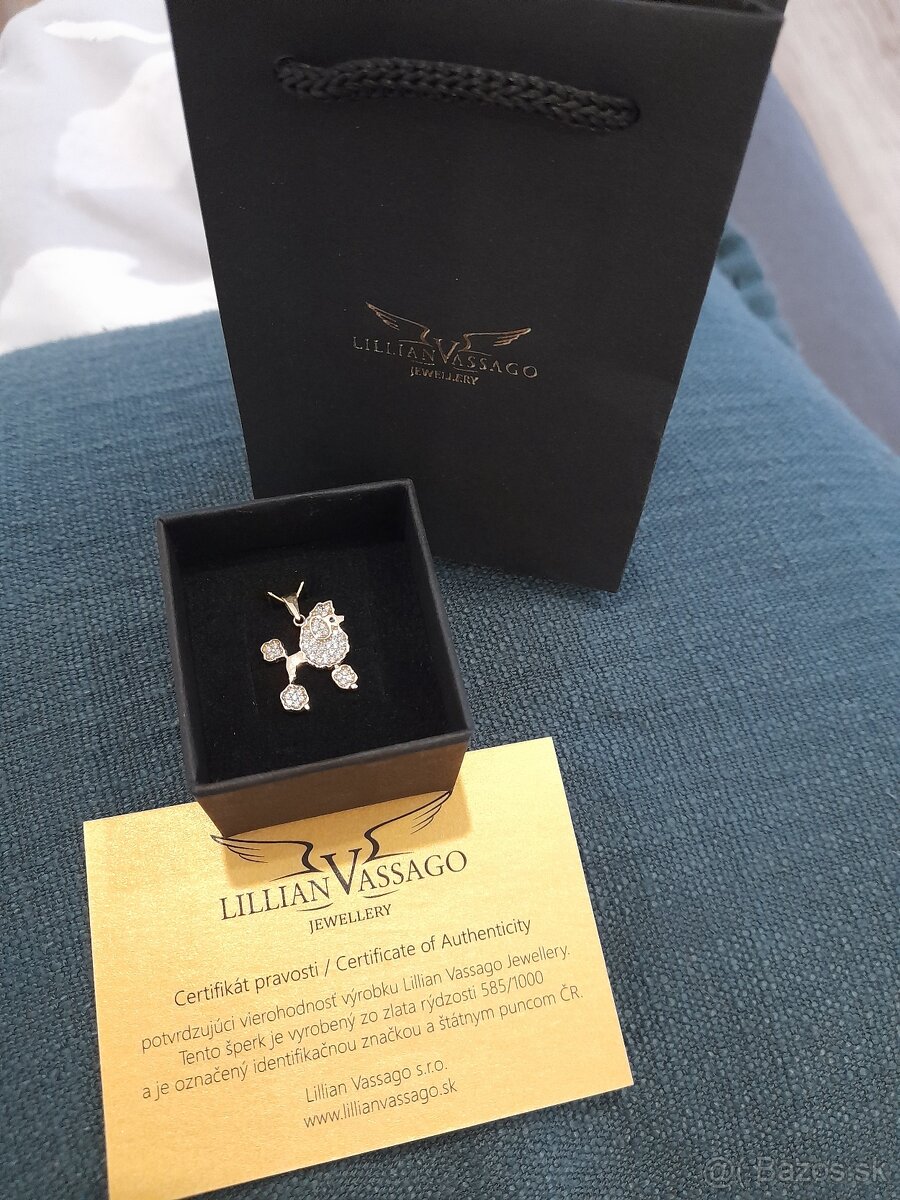 LILLIAN VASSAGO
JEWELLERY
LILLIAN VASSAGO
JEWELLERY
Certifikát pravosti / Certificate of Authenticity
potvrdzujúci vierohodnosť výrobku Lillian Vassago Jewellery.
Tento šperk je vyrobený zo zlata rýdzosti 585/1000
a je označený identifikačnou značkou a štátnym puncom ČR.
Lillian Vassago s.r.o.
www.lillianvassago.sk
Bazos.sk